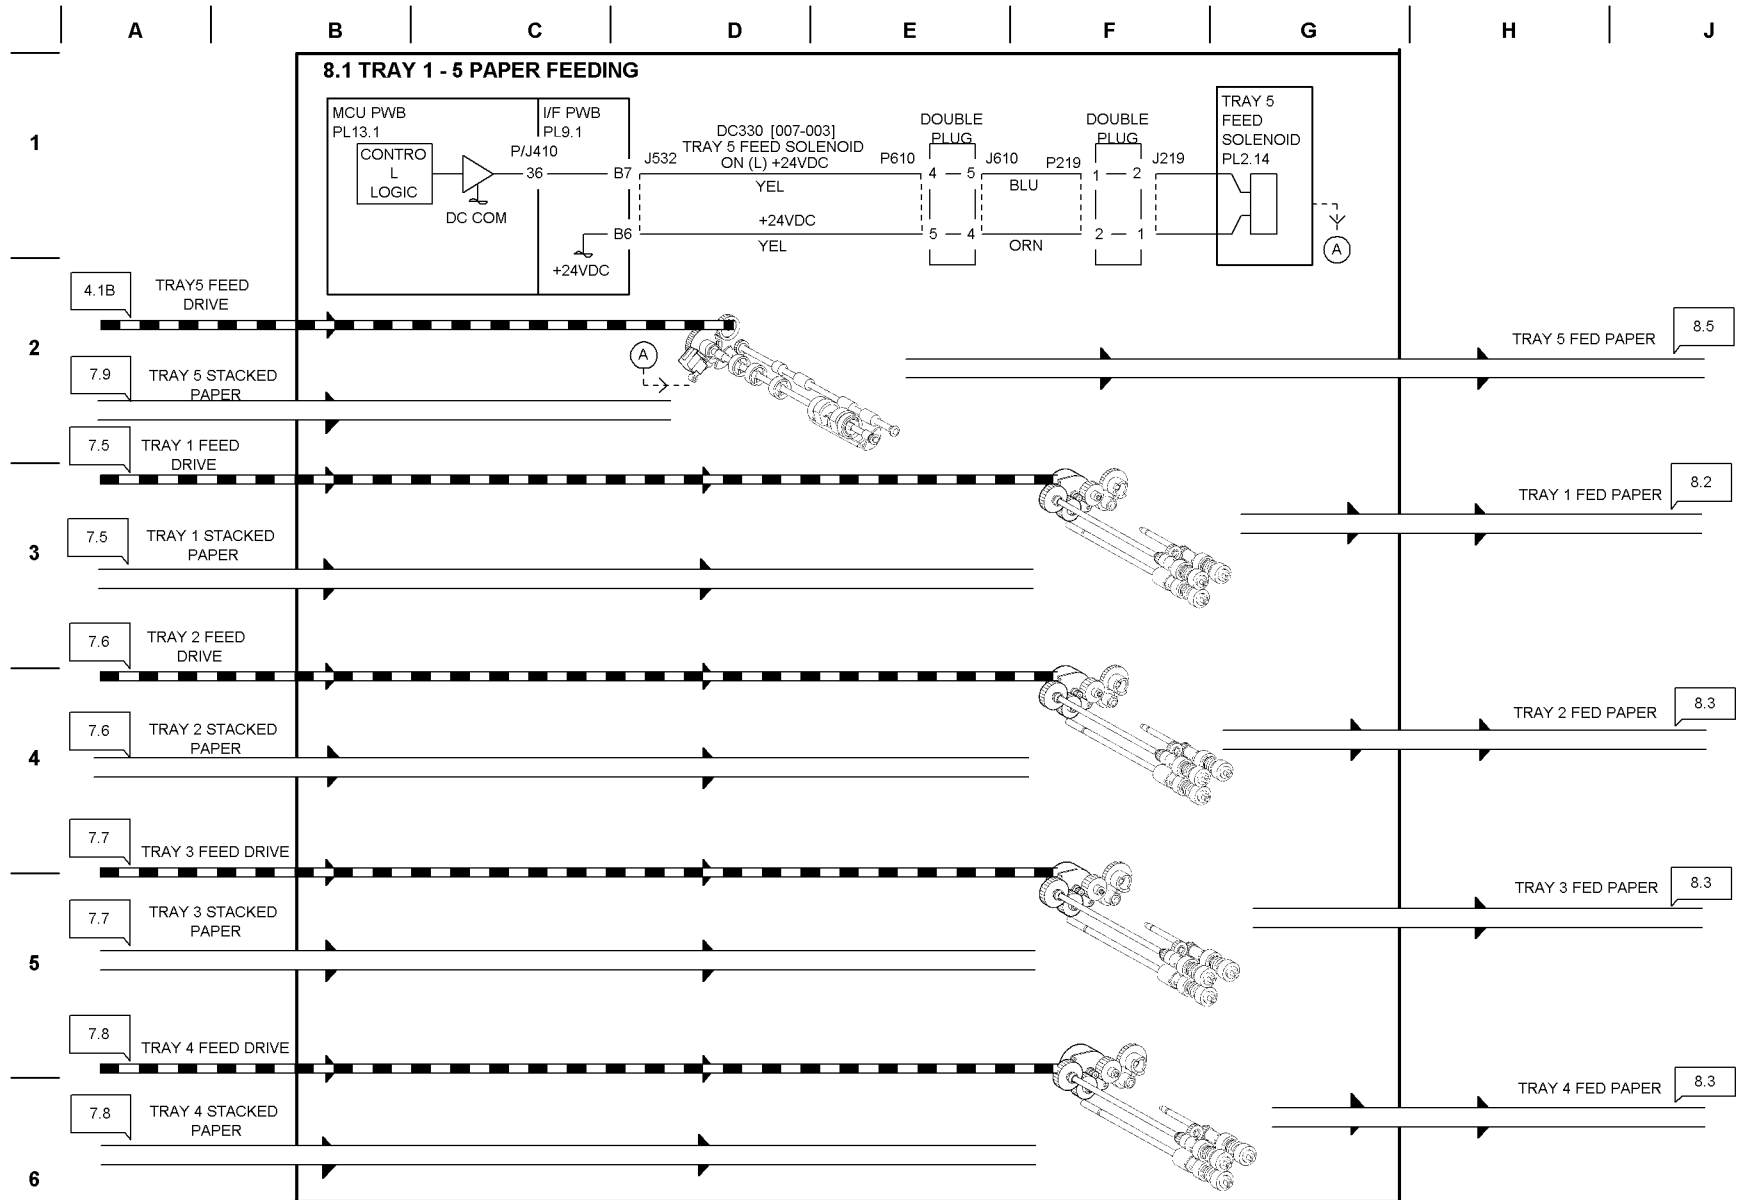 A B C D E F G H J
8.1 TRAY 1 - 5 PAPER FEEDING
1
MCU PWB
PL13.1
I/F PWB
PL9.1
CONTRO
L
LOGIC
DC COM
P/J410
36
B7
B6
+24VDC
J532
DC330 [007-003]
TRAY 5 FEED SOLENOID
ON (L) +24VDC
YEL
+24VDC
YEL
P610
DOUBLE
PLUG
J610
4 5
5 4
BLU
ORN
P219
DOUBLE
PLUG
J219
1 2
2 1
TRAY 5
FEED
SOLENOID
PL2.14
A
2
4.1B
TRAY5 FEED
DRIVE
A
TRAY 5 FED PAPER
8.5
7.9
TRAY 5 STACKED
PAPER
7.5
TRAY 1 FEED
DRIVE
TRAY 1 FED PAPER
8.2
3
7.5
TRAY 1 STACKED
PAPER
7.6
TRAY 2 FEED
DRIVE
TRAY 2 FED PAPER
8.3
4
7.6
TRAY 2 STACKED
PAPER
7.7
TRAY 3 FEED DRIVE
TRAY 3 FED PAPER
8.3
5
7.7
TRAY 3 STACKED
PAPER
7.8
TRAY 4 FEED DRIVE
TRAY 4 FED PAPER
8.3
6
7.8
TRAY 4 STACKED
PAPER